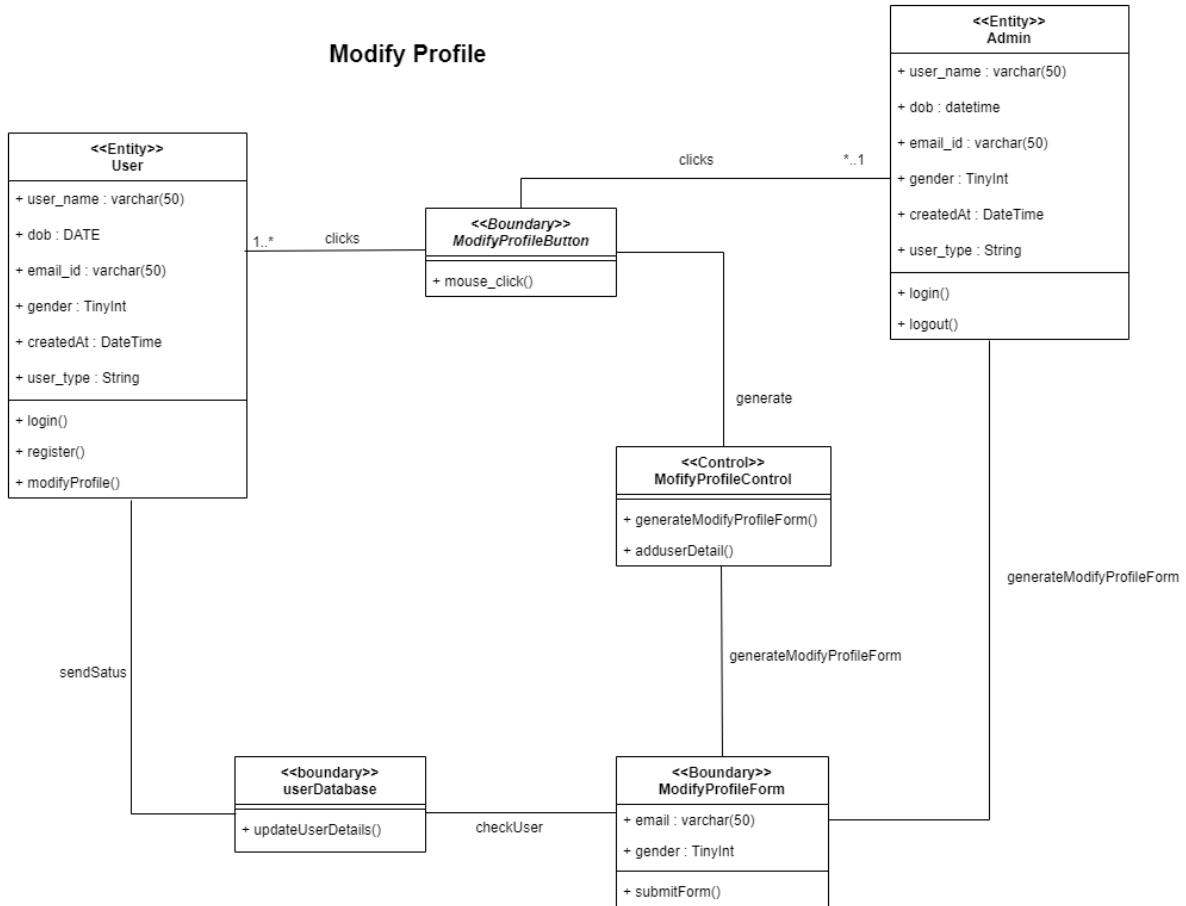 Modify Profile
<<Entity>>
Admin
+ user_name : varchar(50)
+ dob : datetime
+ email_id : varchar(50)
+ gender : TinyInt
+ createdAt : DateTime
+ user_type : String
+ login()
+ logout()
<<Entity>>
User
+ user_name : varchar(50)
+ dob : DATE
+ email_id : varchar(50)
+ gender : TinyInt
+ createdAt : DateTime
+ user_type : String
+ login()
+ register()
+ modifyProfile()
1..*
clicks
clicks
*..1
<<Boundary>>
ModifyProfileButton
+ mouse_click()
generate
<<Control>>
MofifyProfileControl
+ generateModifyProfileForm()
+ adduserDetail()
generateModifyProfileForm
generateModifyProfileForm
sendSatus
<<boundary>>
userDatabase
+ updateUserDetails()
checkUser
<<Boundary>>
ModifyProfileForm
+ email : varchar(50)
+ gender : TinyInt
+ submitForm()